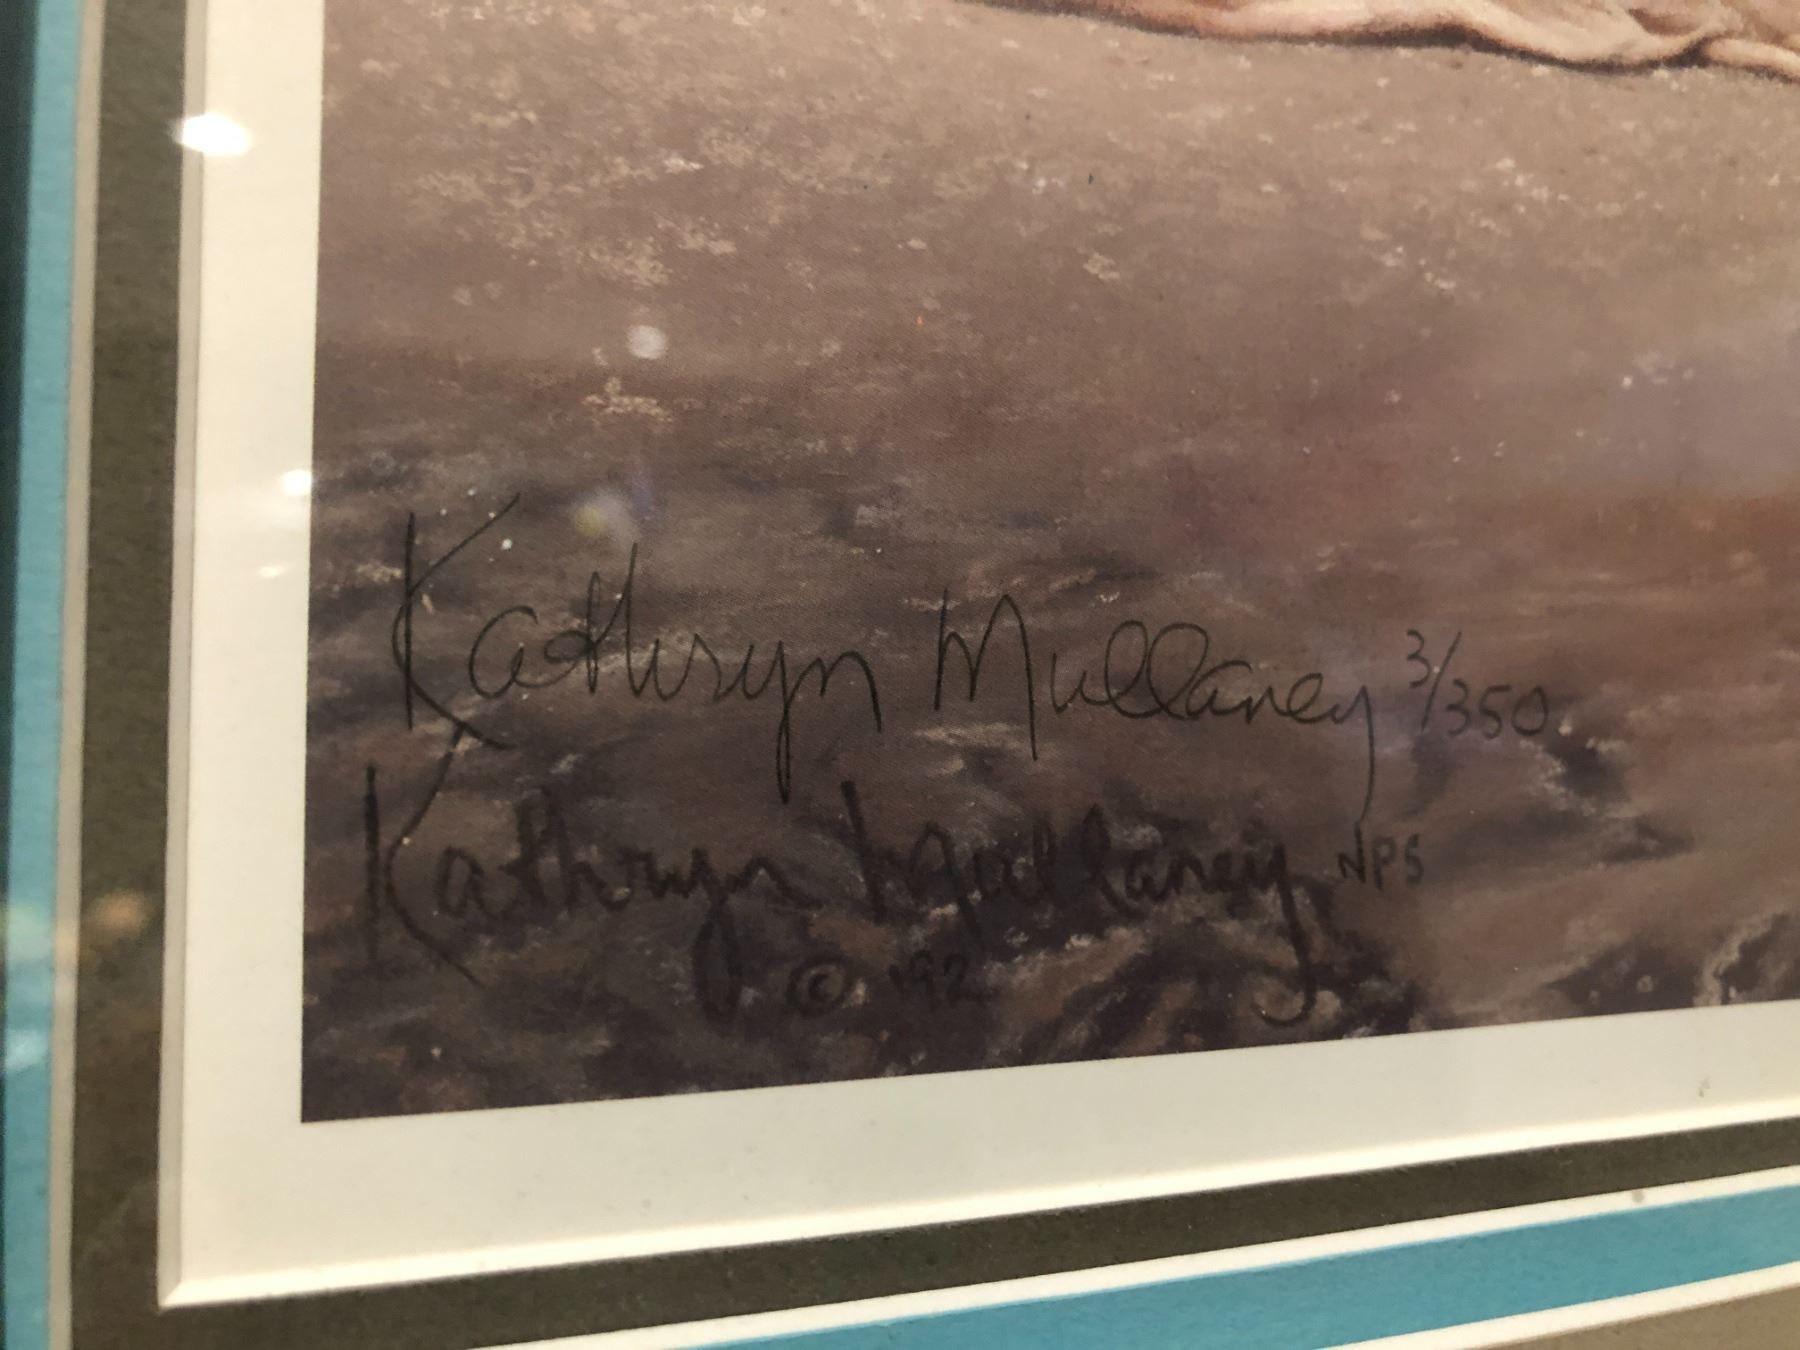 Kathryn Mullaney 3/350
Kathryn Mullaney NPS
© '92